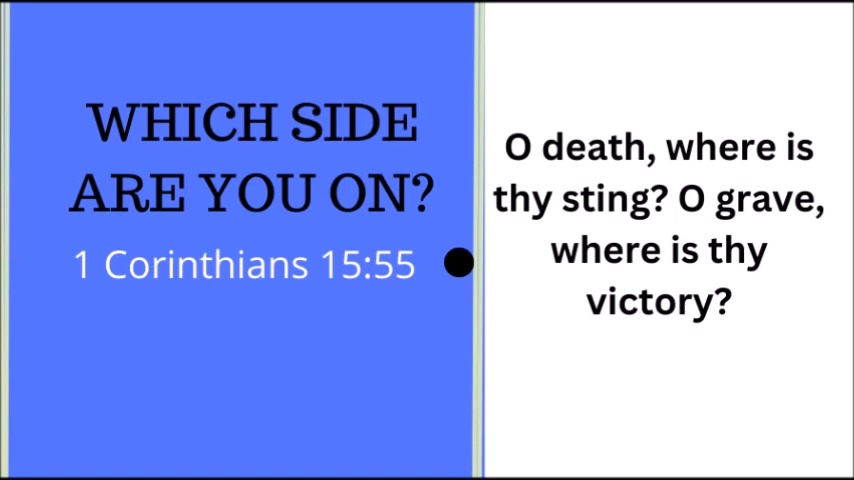 WHICH SIDE
ARE YOU ON?
1 Corinthians 15:55
O death, where is
thy sting? O grave,
where is thy
victory?